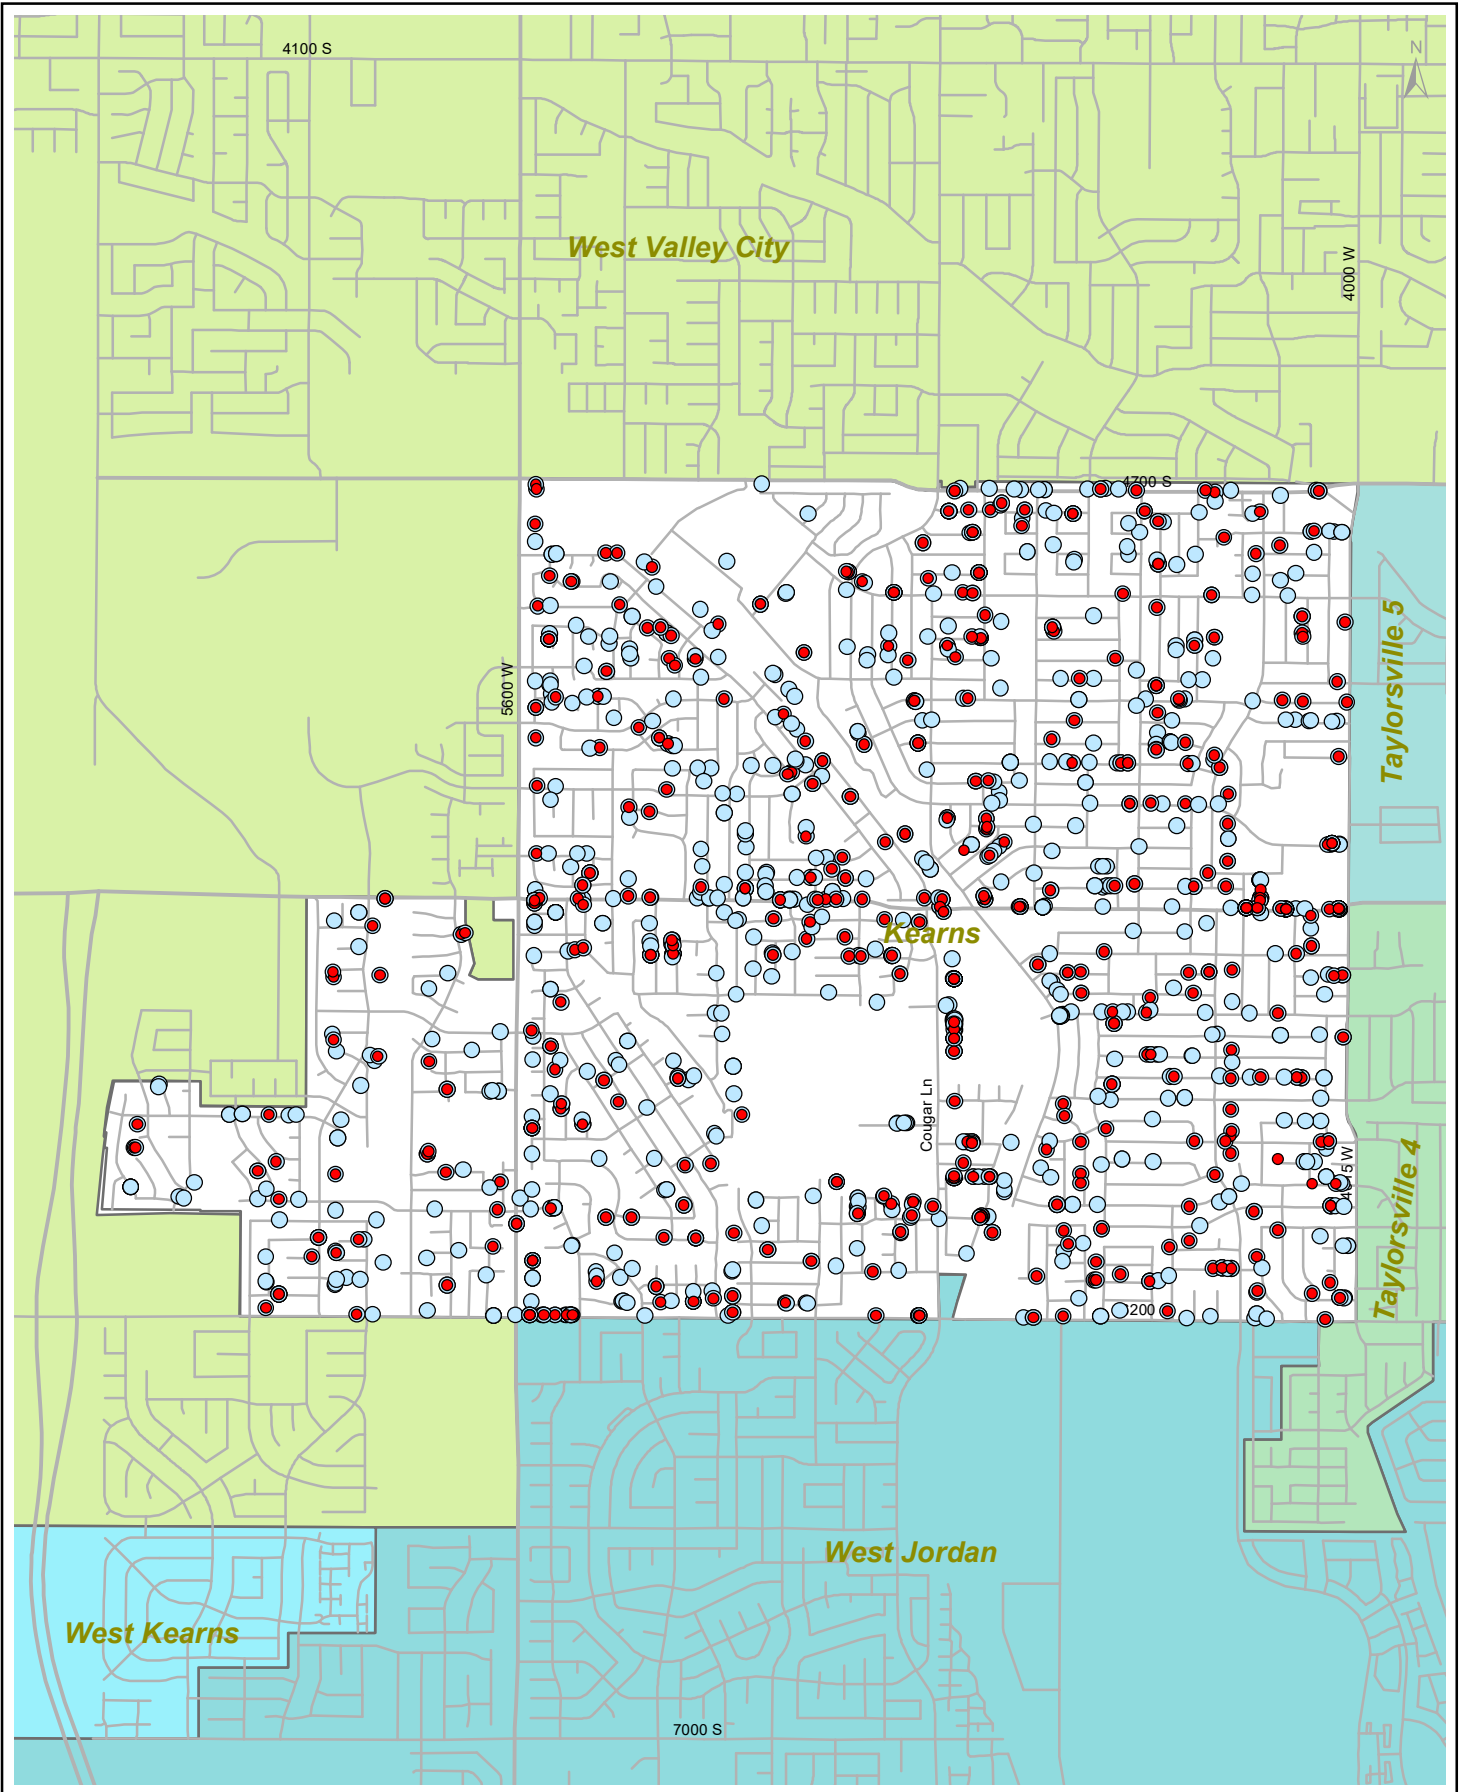 4100 S
N
West Valley City
4000 W
4700 S
Taylorsville 5
5600 W
Kearns
Cougar Ln
Taylorsville 4
200
West Jordan
West Kearns
7000 S